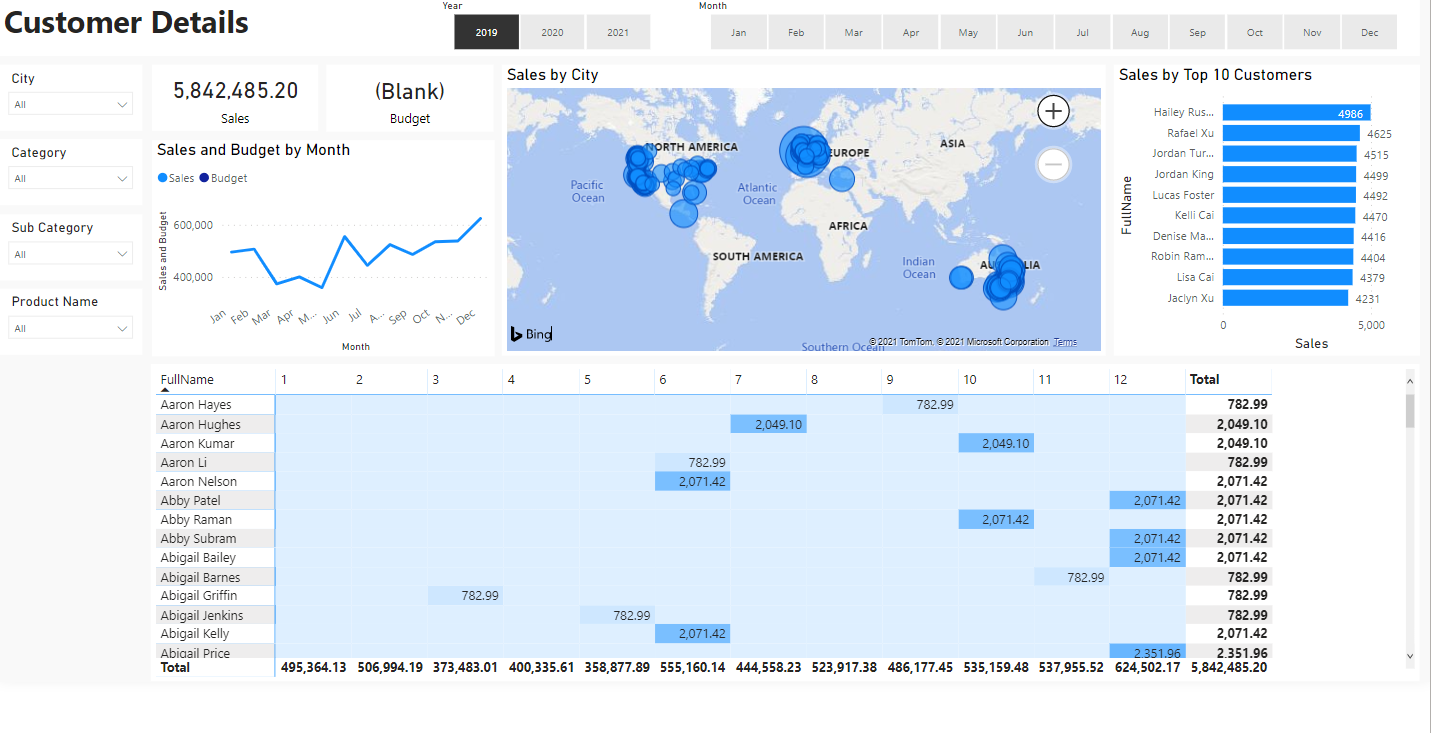 Customer Details
Year
2019 2020 2021
Month
Jan Feb Mar Apr May Jun Jul Aug Sep Oct Nov Dec
City
All
Category
All
Sub Category
All
Product Name
All
5,842,485.20
Sales
(Blank)
Budget
Sales and Budget by Month
Sales Budget
Sales and Budget
600,000
400,000
Jan Feb Mar Apr M... Jun Jul A... Sep Oct N... Dec
Month
Sales by City
NORTH AMERICA
EUROPE
ASIA
Pacific
Ocean
Atlantic
Ocean
AFRICA
SOUTH AMERICA
Indian
Ocean
AU LIA
Bing
Southern Ocean
© 2021 TomTom, © 2021 Microsoft Corporation Terms
Sales by Top 10 Customers
FullName
Hailey Rus... 4986
Rafael Xu 4625
Jordan Tur... 4515
Jordan King 4499
Lucas Foster 4492
Kelli Cai 4470
Denise Ma... 4416
Robin Ram... 4404
Lisa Cai 4379
Jaclyn Xu 4231
0 5,000
Sales
FullName 1 2 3 4 5 6 7 8 9 10 11 12 Total
Aaron Hayes 782.99 782.99
Aaron Hughes 2,049.10 2,049.10
Aaron Kumar 2,049.10 2,049.10
Aaron Li 782.99 782.99
Aaron Nelson 2,071.42 2,071.42
Abby Patel 2,071.42 2,071.42
Abby Raman 2,071.42 2,071.42
Abby Subram 2,071.42 2,071.42
Abigail Bailey 2,071.42 2,071.42
Abigail Barnes 782.99 782.99
Abigail Griffin 782.99 782.99
Abigail Jenkins 782.99 782.99
Abigail Kelly 2,071.42 2,071.42
Abigail Price 2,351.96 2,351.96
Total 495,364.13 506,994.19 373,483.01 400,335.61 358,877.89 555,160.14 444,558.23 523,917.38 486,177.45 535,159.48 537,955.52 624,502.17 5,842,485.20